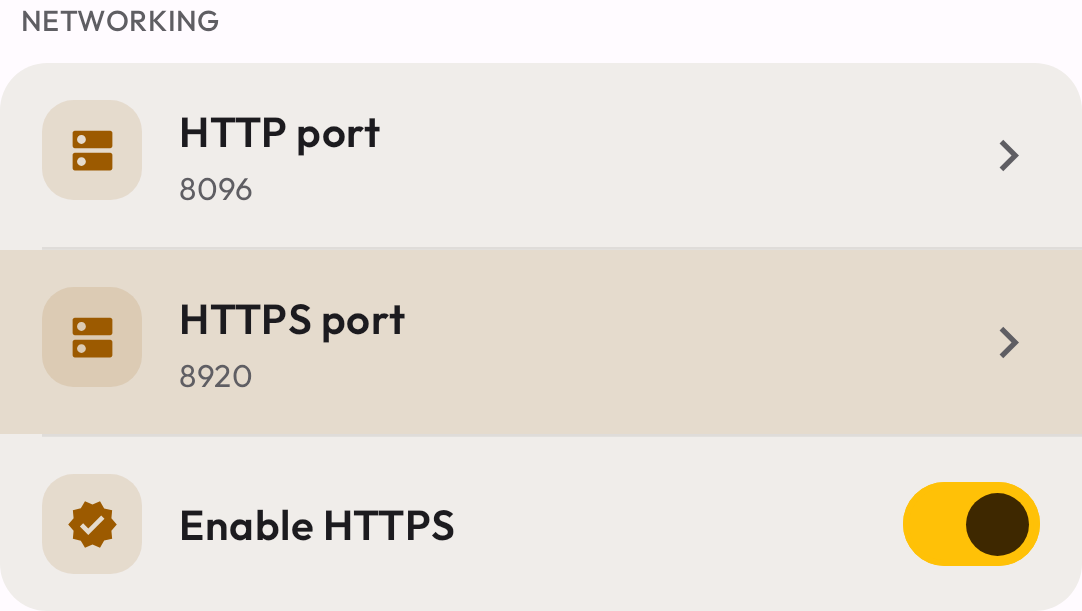 NETWORKING
HTTP port
8096
HTTPS port
8920
Enable HTTPS